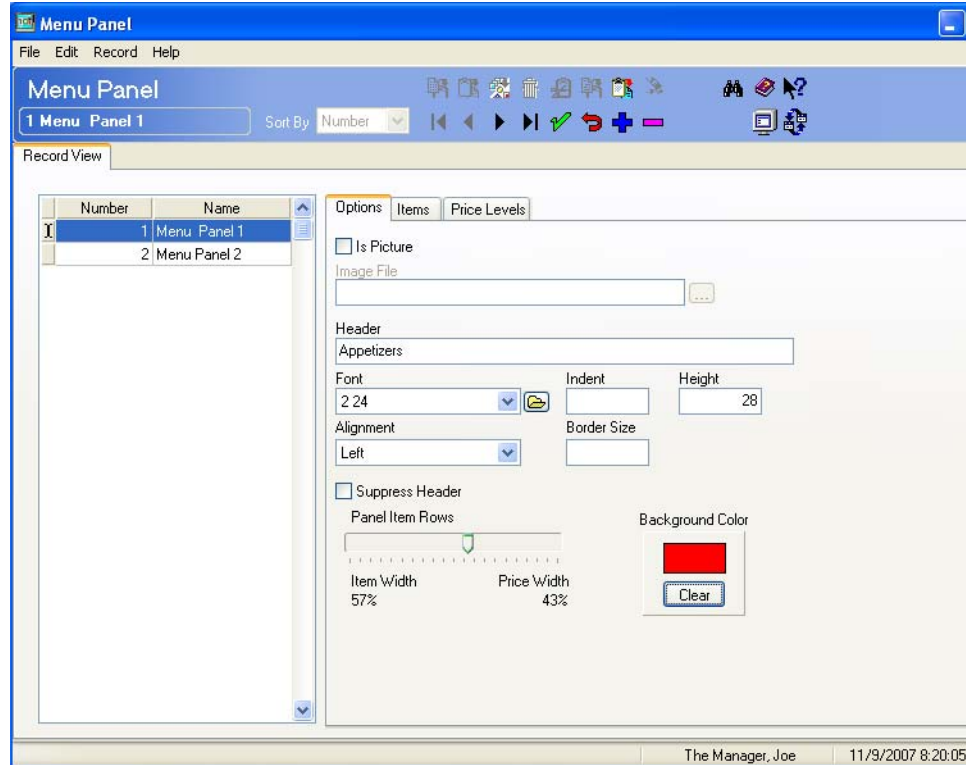 Menu Panel
File Edit Record Help
Menu Panel
1 Menu  Panel 1
Sort By Number
Record View
Number Name
1 Menu  Panel 1
2 Menu Panel 2
Options Items Price Levels
Is Picture
Image File
...
Header
Appetizers
Font Indent Height
2 24 28
Alignment Border Size
Left
Suppress Header
Panel Item Rows Background Color
Item Width Price Width
57% 43%
Clear
The Manager, Joe 11/9/2007 8:20:05